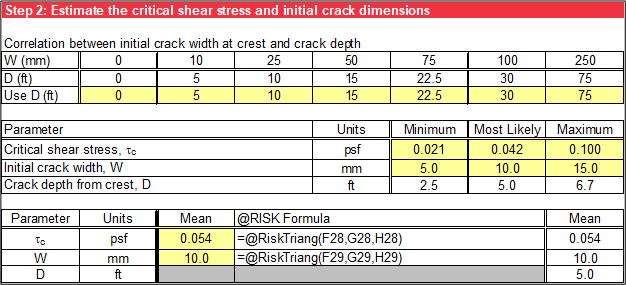 Step 2: Estimate the critical shear stress and initial crack dimensions
Correlation between initial crack width at crest and crack depth
W (mm) 0 10 25 50 75 100 250
D (ft) 0 5 10 15 22.5 30 75
Use D (ft) 0 5 10 15 22.5 30 75
Parameter Units Minimum Most Likely Maximum
Critical shear stress, τc psf 0.021 0.042 0.100
Initial crack width, W mm 5.0 10.0 15.0
Crack depth from crest, D ft 2.5 5.0 6.7
Parameter Units Mean @RISK Formula Mean
τc psf 0.054 =@RiskTriang(F28,G28,H28) 0.054
W mm 10.0 =@RiskTriang(F29,G29,H29) 10.0
D ft 5.0